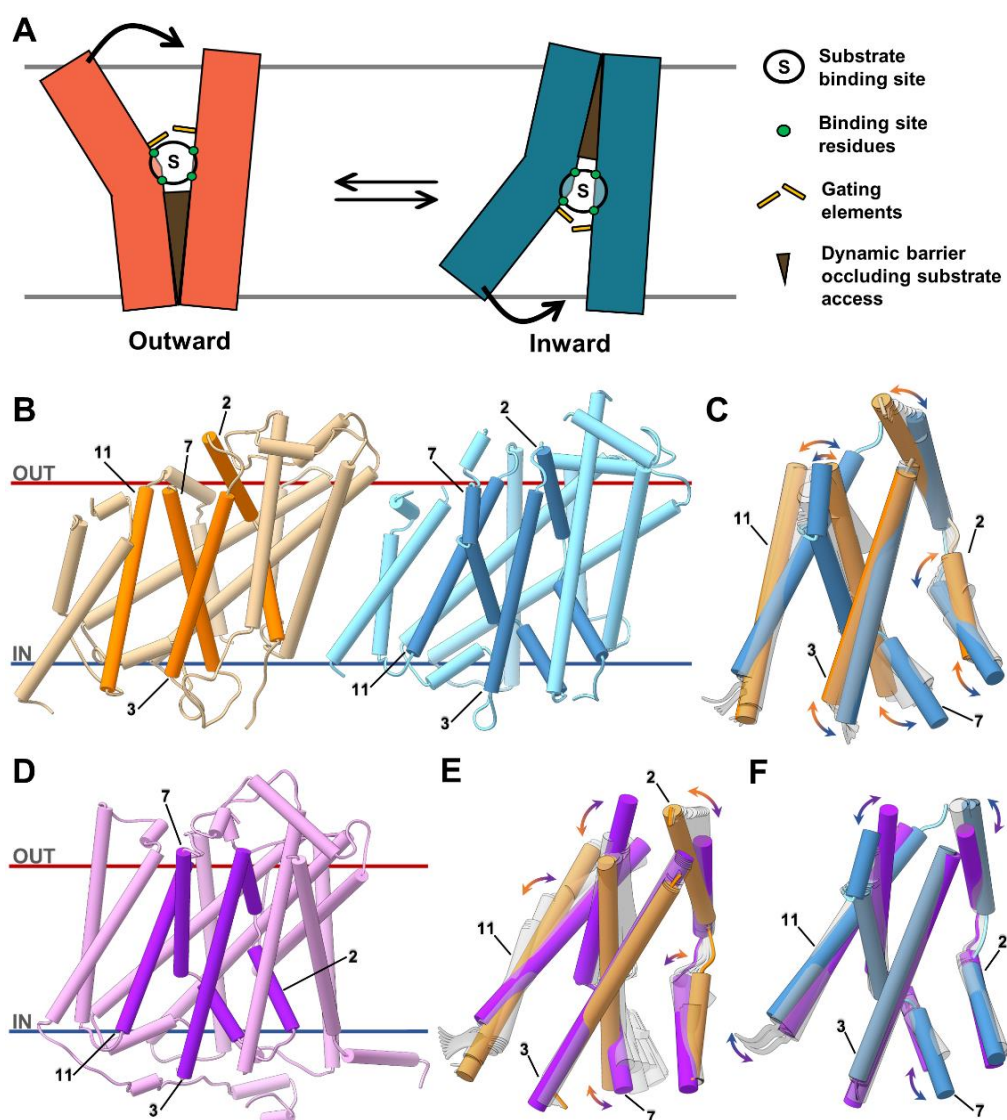 A
S
Outward
S
Inward
S
Substrate
binding site
Binding site
residues
Gating
elements
Dynamic barrier
occluding substrate
access
B
OUT
IN
11
7
2
3
7
2
11
3
C
11
2
3
7
D
OUT
IN
7
2
11
3
E
2
11
3
7
F
11
2
3
7